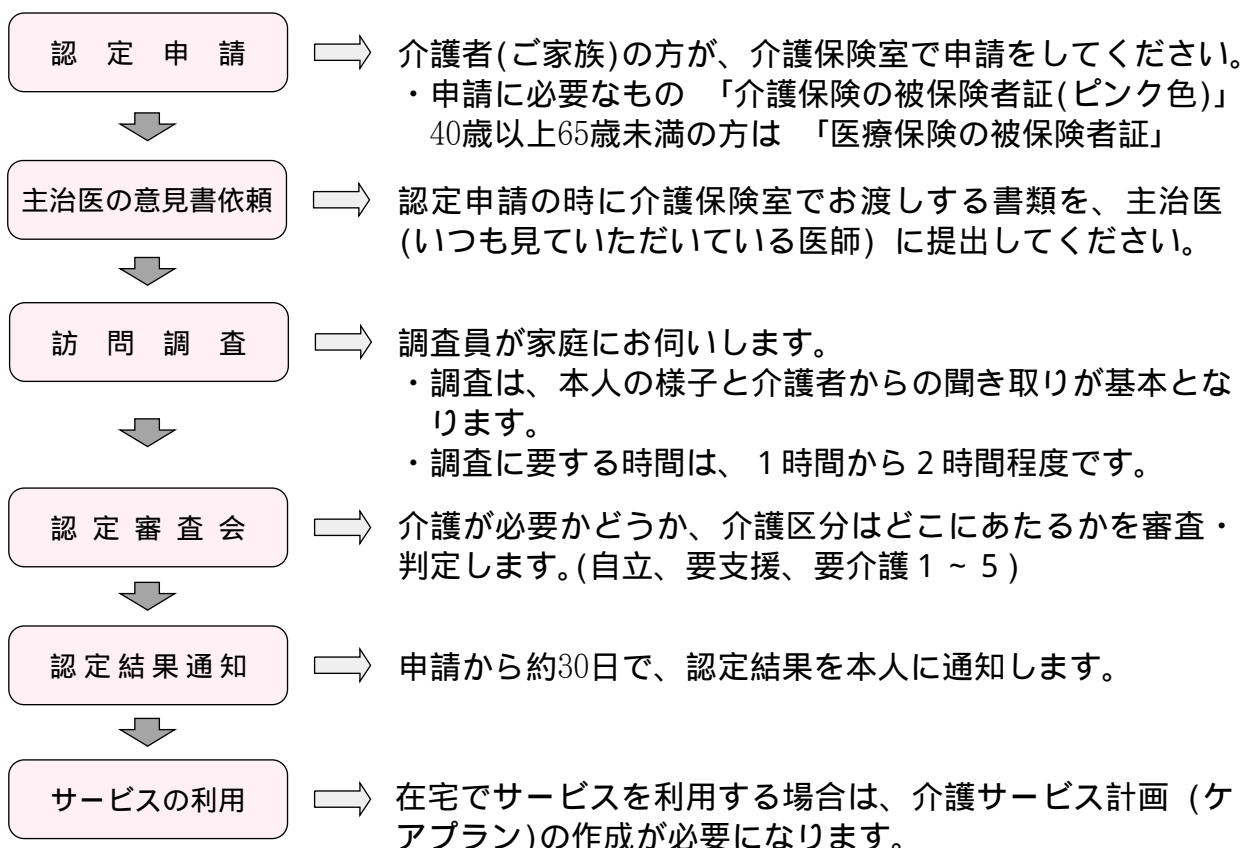 認定申請
介護者(ご家族)の方が、介護保険室で申請をしてください。
・申請に必要なもの 「介護保険の被保険者証(ピンク色)」
40歳以上65歳未満の方は 「医療保険の被保険者証」
主治医の意見書依頼
認定申請の時に介護保険室でお渡しする書類を、主治医
(いつも見ていただいている医師) に提出してください。
訪問調査
調査員が家庭にお伺いします。
・調査は、本人の様子と介護者からの聞き取りが基本とな
ります。
・調査に要する時間は、1時間から2時間程度です。
認定審査会
介護が必要かどうか、介護区分はどこにあたるかを審査・
判定します。(自立、要支援、要介護1~5)
認定結果通知
申請から約30日で、認定結果を本人に通知します。
サービスの利用
在宅でサービスを利用する場合は、介護サービス計画 (ケ
アプラン)の作成が必要になります。